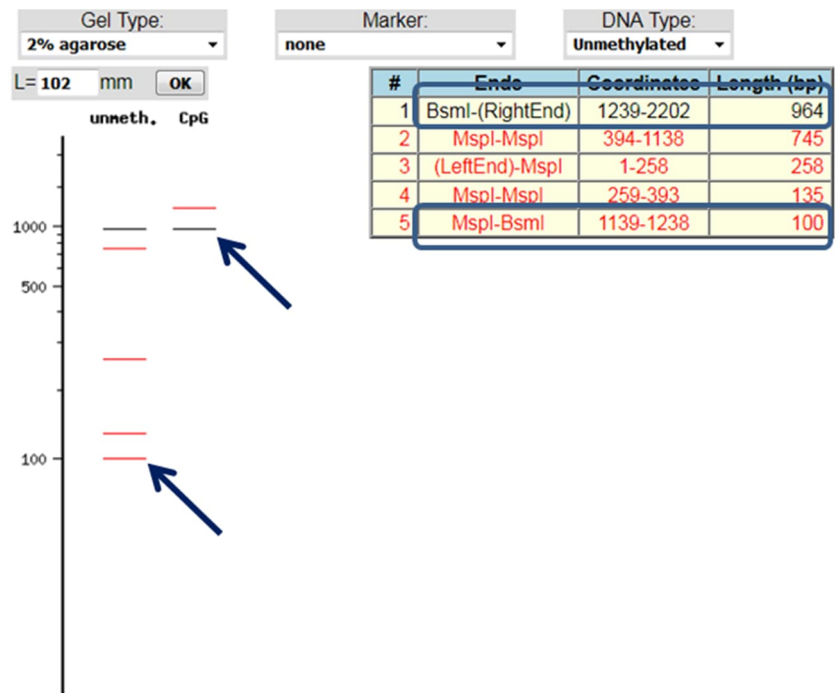 Gel Type: Marker: DNA Type:
2% agarose none Unmethylated
L= 102 mm OK
# Ends Coordinates Length (bp)
unmeth. CpG
1 BsmI-(RightEnd) 1239-2202 964
2 MspI-MspI 394-1138 745
3 (LeftEnd)-MspI 1-258 258
4 MspI-MspI 259-393 135
5 MspI-BsmI 1139-1238 100
1000
500
100